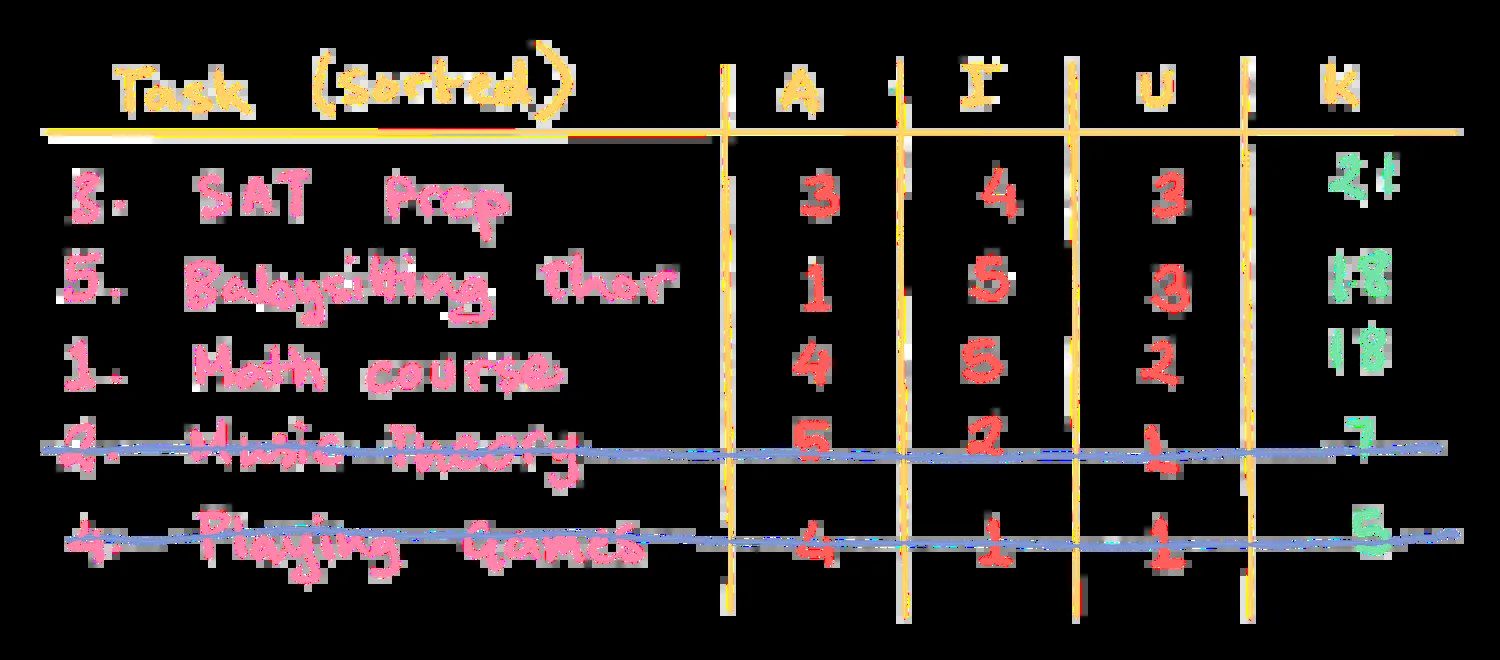 Task (Sorted) A I U K
3. SAT Prep 3 4 3 21
5. Babysitting Thor 1 5 3 18
1. Math course 4 5 2 18
2. Music Theory 5 2 1 7
4. Playing Games 4 1 1 5